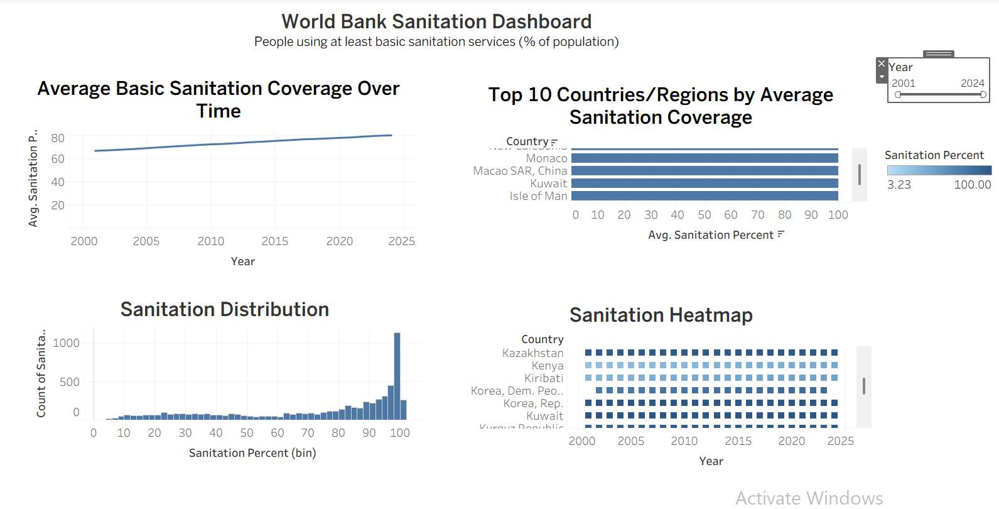 World Bank Sanitation Dashboard
People using at least basic sanitation services (% of population)
Year
2001 2024
Average Basic Sanitation Coverage Over
Time
Avg. Sanitation P..
80
60
40
20
2000 2005 2010 2015 2020 2025
Year
Top 10 Countries/Regions by Average
Sanitation Coverage
Country
New Caledonia
Monaco
Macao SAR, China
Kuwait
Isle of Man
0 10 20 30 40 50 60 70 80 90 100
Avg. Sanitation Percent
Sanitation Percent
3.23 100.00
Sanitation Distribution
Count of Sanita..
1000
500
0
0 10 20 30 40 50 60 70 80 90 100
Sanitation Percent (bin)
Sanitation Heatmap
Country
Kazakhstan
Kenya
Kiribati
Korea, Dem. Peo..
Korea, Rep.
Kuwait
Kyrgyz Republic
2000 2005 2010 2015 2020 2025
Year
Activate Windows